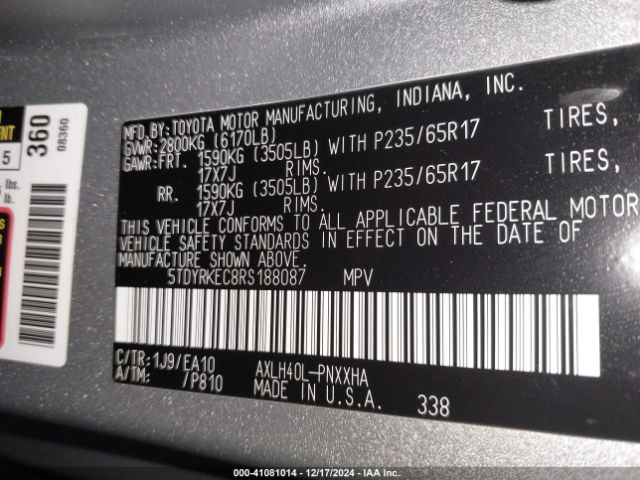 MFD.BY:TOYOTA MOTOR MANUFACTURING, INDIANA, INC.
GVWR:2800KG (6170LB)
GAWR:FRT. 1590KG (3505LB) WITH P235/65R17 TIRES,
17X7J RIMS.
RR. 1590KG (3505LB) WITH P235/65R17 TIRES,
17X7J RIMS.
THIS VEHICLE CONFORMS TO ALL APPLICABLE FEDERAL MOTOR
VEHICLE SAFETY STANDARDS IN EFFECT ON THE DATE OF
MANUFACTURE SHOWN ABOVE.
5TDYRKEC8RS188087 MPV
C/TR:1J9/EA10 AXLH40L-PNXXHA
A/TM: /P810 MADE IN U.S.A. 338
360
08360
5
lbs.
lb.
000-41081014 — 12/17/2024 — IAA Inc.